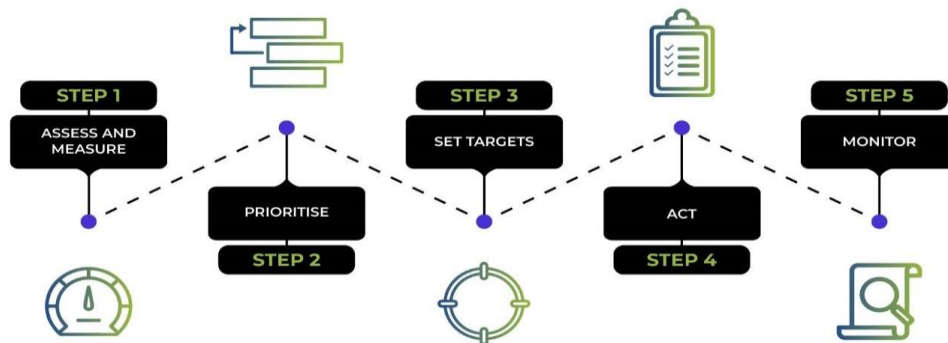 STEP 1
ASSESS AND
MEASURE
PRIORITISE
STEP 2
STEP 3
SET TARGETS
ACT
STEP 4
STEP 5
MONITOR